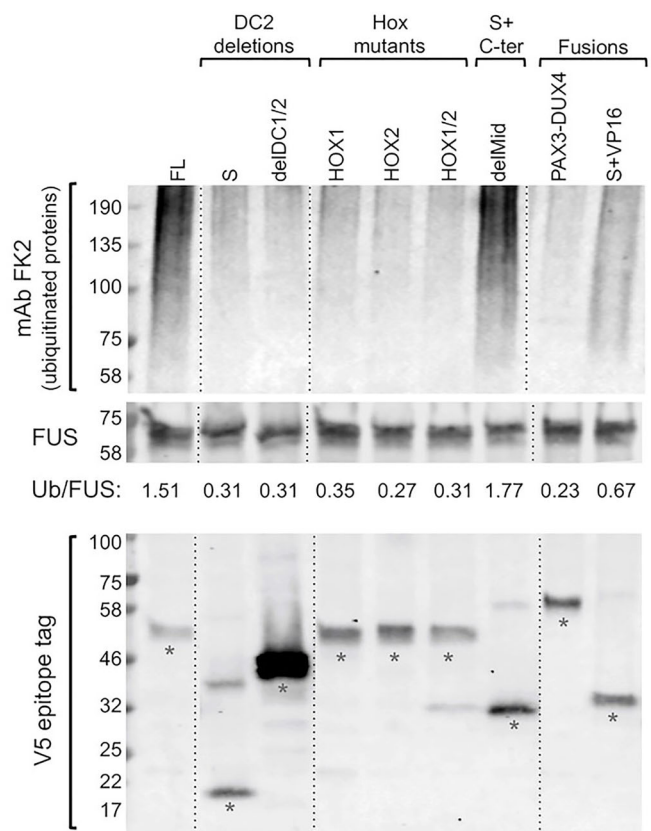 DC2
deletions
Hox
mutants
S+
C-ter
Fusions
FL
S
delDC1/2
HOX1
HOX2
HOX1/2
delMid
PAX3-DUX4
S+VP16
mAb FK2
(ubiquitinated proteins)
190
135
100
75
58
FUS
75
58
Ub/FUS: 1.51 0.31 0.31 0.35 0.27 0.31 1.77 0.23 0.67
V5 epitope tag
100
75
58
46
32
25
22
17
* * * * * * * * *